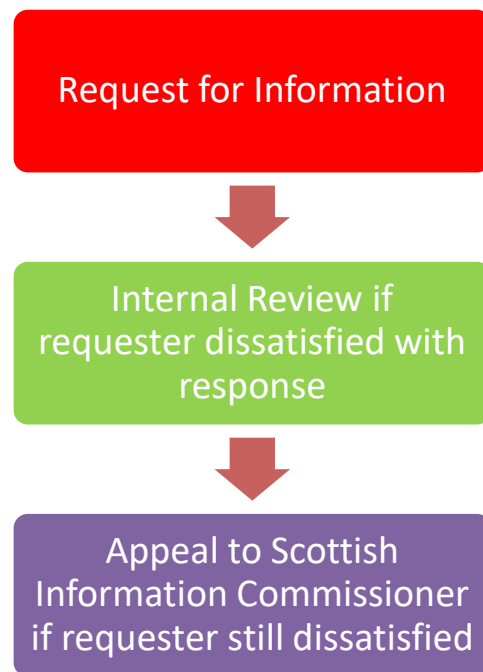 Request for Information
Internal Review if
requester dissatisfied with
response
Appeal to Scottish
Information Commissioner
if requester still dissatisfied